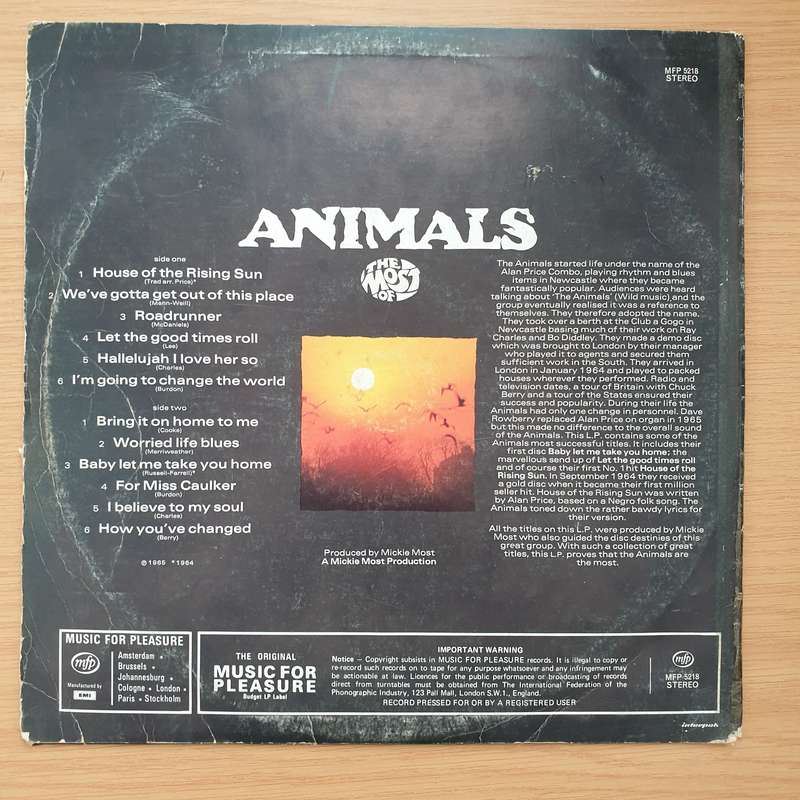 MFP 5218
STEREO
ANIMALS
THE
MOST
OF
side one
1 House of the Rising Sun
(Trad arr. Price)*
2 We've gotta get out of this place
(Mann-Weill)
3 Roadrunner
(McDaniels)
4 Let the good times roll
(Lee)
5 Hallelujah I love her so
(Charles)
6 I'm going to change the world
(Burdon)
side two
1 Bring it on home to me
(Cooke)
2 Worried life blues
(Merriweather)
3 Baby let me take you home
(Russell-Farrell)*
4 For Miss Caulker
(Burdon)
5 I believe to my soul
(Charles)
6 How you've changed
(Berry)
℗ 1965 *1964
Produced by Mickie Most
A Mickie Most Production
The Animals started life under the name of the
Alan Price Combo, playing rhythm and blues
items in Newcastle where they became
fantastically popular. Audiences were heard
talking about 'The Animals' (Wild music) and the
group eventually realised it was a reference to
themselves. They therefore adopted the name.
They took over a berth at the Club a Gogo in
Newcastle basing much of their work on Ray
Charles and Bo Diddley. They made a demo disc
which was brought to London by their manager
who played it to agents and secured them
sufficient work in the South. They arrived in
London in January 1964 and played to packed
houses wherever they performed. Radio and
television dates, a tour of Britain with Chuck
Berry and a tour of the States ensured their
success and popularity. During their life the
Animals had only one change in personnel. Dave
Rowberry replaced Alan Price on organ in 1965
but this made no difference to the overall sound
of the Animals. This L.P. contains some of the
Animals most successful titles. It includes their
first disc Baby let me take you home: the
marvellous send up of Let the good times roll
and of course their first No. 1 hit House of the
Rising Sun. In September 1964 they received
a gold disc when it became their first million
seller hit. House of the Rising Sun was written
by Alan Price, based on a Negro folk song. The
Animals toned down the rather bawdy lyrics for
their version.
All the titles on this L.P. were produced by Mickie
Most who also guided the disc destinies of this
great group. With such a collection of great
titles, this L.P. proves that the Animals are
the most.
MUSIC FOR PLEASURE
mfp
Manufactured by
EMI
Amsterdam •
Brussels •
Johannesburg •
Cologne • London •
Paris • Stockholm
THE ORIGINAL
MUSIC FOR
PLEASURE
Budget LP Label
IMPORTANT WARNING
Notice – Copyright subsists in MUSIC FOR PLEASURE records. It is illegal to copy or
re-record such records on to tape for any purpose whatsoever and any infringement may
be actionable at law. Licences for the public performance or broadcasting of records
direct from turntables must be obtained from The International Federation of the
Phonographic Industry, 123 Pall Mall, London S.W.1., England.
RECORD PRESSED FOR OR BY A REGISTERED USER
mfp
MFP 5218
STEREO
interpak